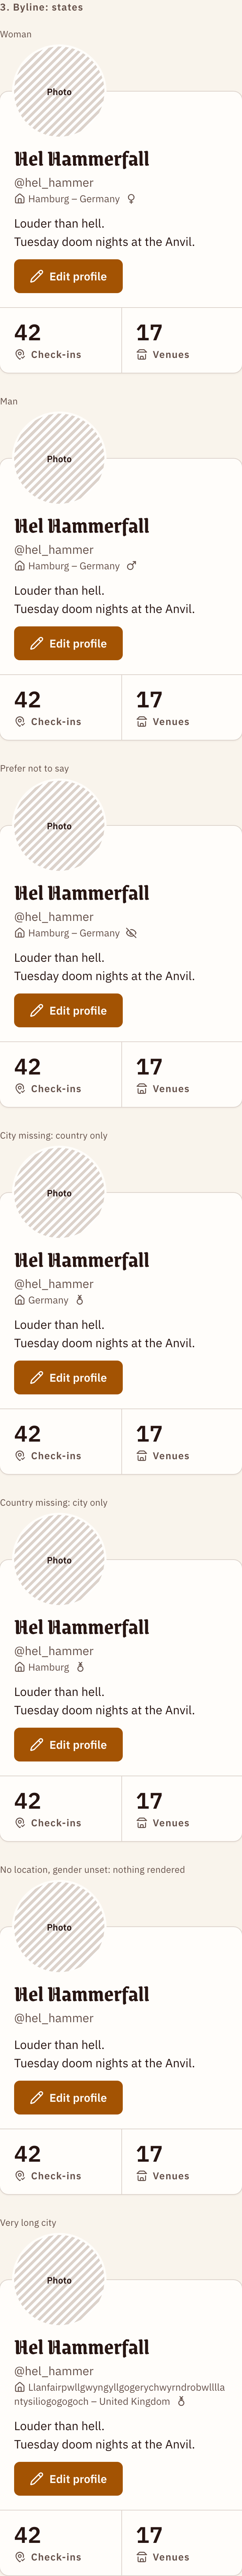 3. Byline: states
Woman
Photo
Hel Hammerfall
@hel_hammer
Hamburg – Germany
Louder than hell.
Tuesday doom nights at the Anvil.
Edit profile
42
Check-ins
17
Venues
Man
Photo
Hel Hammerfall
@hel_hammer
Hamburg – Germany
Louder than hell.
Tuesday doom nights at the Anvil.
Edit profile
42
Check-ins
17
Venues
Prefer not to say
Photo
Hel Hammerfall
@hel_hammer
Hamburg – Germany
Louder than hell.
Tuesday doom nights at the Anvil.
Edit profile
42
Check-ins
17
Venues
City missing: country only
Photo
Hel Hammerfall
@hel_hammer
Germany
Louder than hell.
Tuesday doom nights at the Anvil.
Edit profile
42
Check-ins
17
Venues
Country missing: city only
Photo
Hel Hammerfall
@hel_hammer
Hamburg
Louder than hell.
Tuesday doom nights at the Anvil.
Edit profile
42
Check-ins
17
Venues
No location, gender unset: nothing rendered
Photo
Hel Hammerfall
@hel_hammer
Louder than hell.
Tuesday doom nights at the Anvil.
Edit profile
42
Check-ins
17
Venues
Very long city
Photo
Hel Hammerfall
@hel_hammer
Llanfairpwllgwyngyllgogerychwyrndrobwlllla
ntysiliogogogoch – United Kingdom
Louder than hell.
Tuesday doom nights at the Anvil.
Edit profile
42
Check-ins
17
Venues